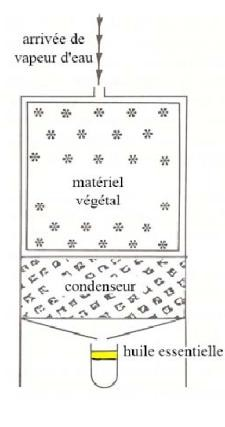 arrivée de
vapeur d'eau
matériel
végétal
condenseur
huile essentielle